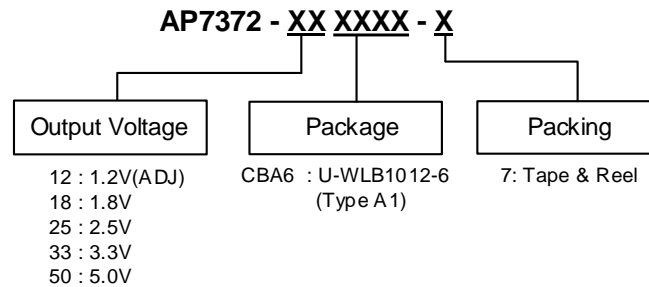 AP7372 - XX XXXX - X
Output Voltage
12 : 1.2V(ADJ)
18 : 1.8V
25 : 2.5V
33 : 3.3V
50 : 5.0V
Package
CBA6 : U-WLB1012-6
(Type A1)
Packing
7: Tape & Reel